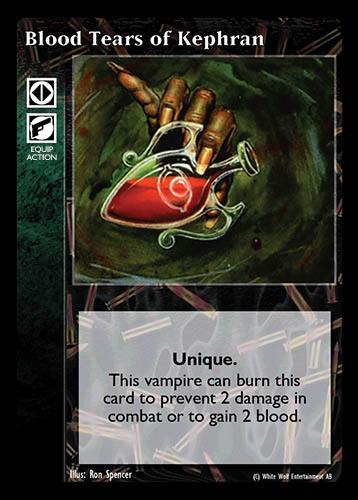 Blood Tears of Kephran
EQUIP
ACTION
Unique.
This vampire can burn this
card to prevent 2 damage in
combat or to gain 2 blood.
Illus: Ron Spencer
(C) White Wolf Entertainment AB